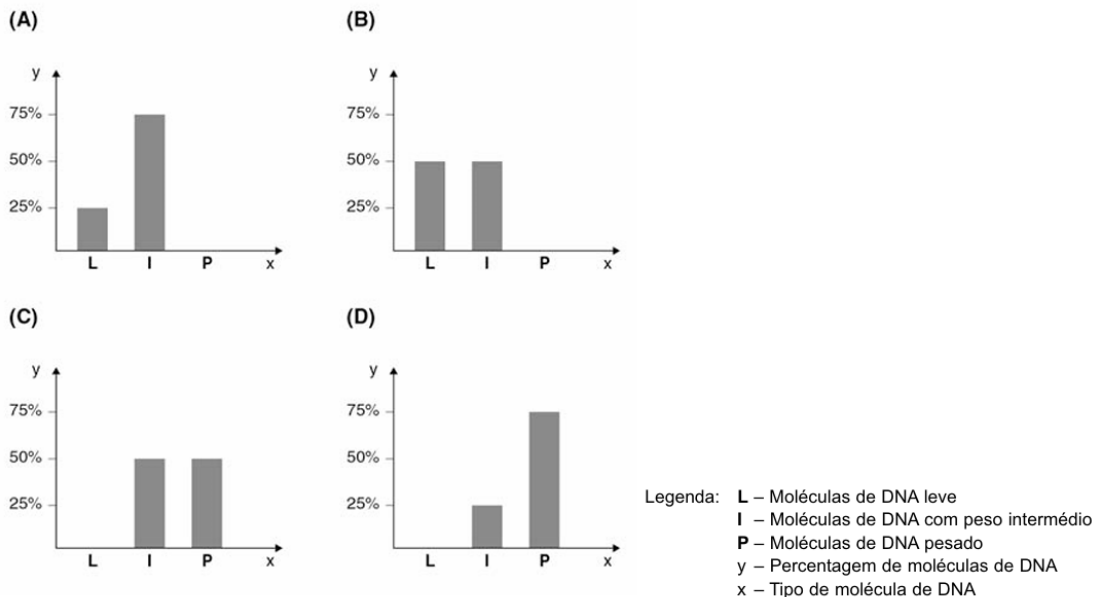 (A)
y
75%
50%
25%
L I P x
(B)
y
75%
50%
25%
L I P x
(C)
y
75%
50%
25%
L I P x
(D)
y
75%
50%
25%
L I P x
Legenda: L – Moléculas de DNA leve
I – Moléculas de DNA com peso intermédio
P – Moléculas de DNA pesado
y – Percentagem de moléculas de DNA
x – Tipo de molécula de DNA